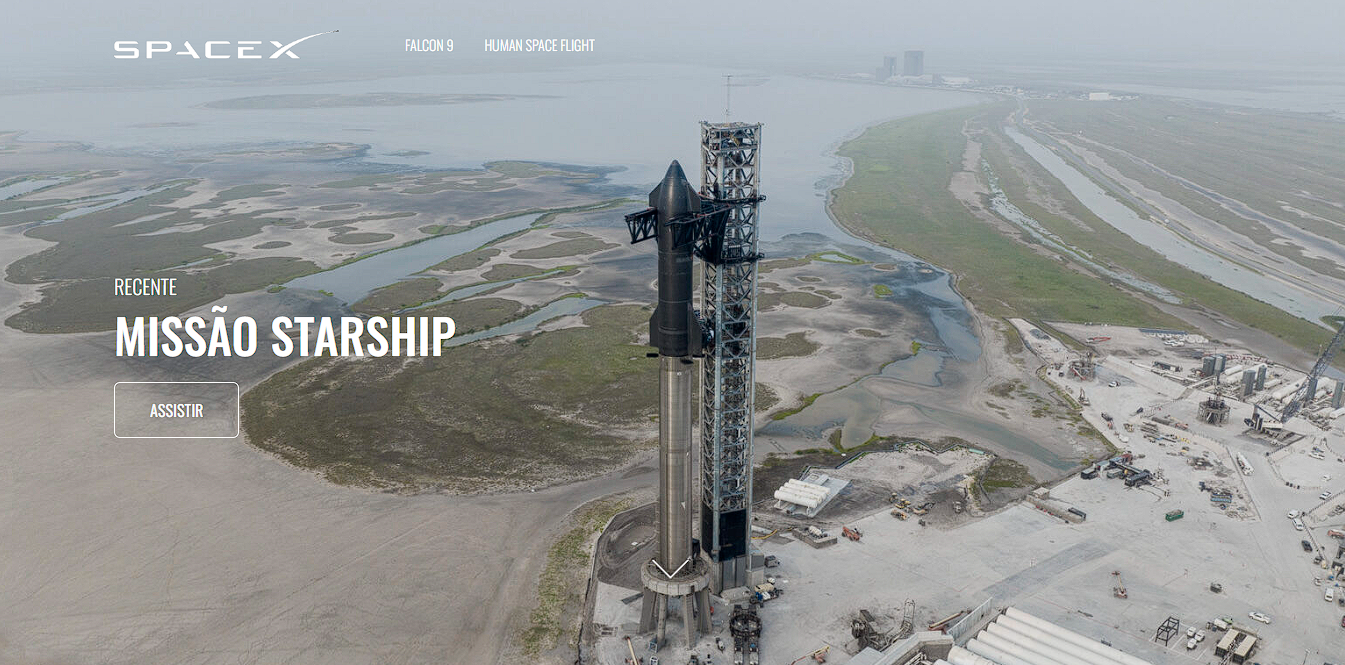 SPACEX
FALCON 9
HUMAN SPACE FLIGHT
RECENTE
MISSÃO STARSHIP
ASSISTIR